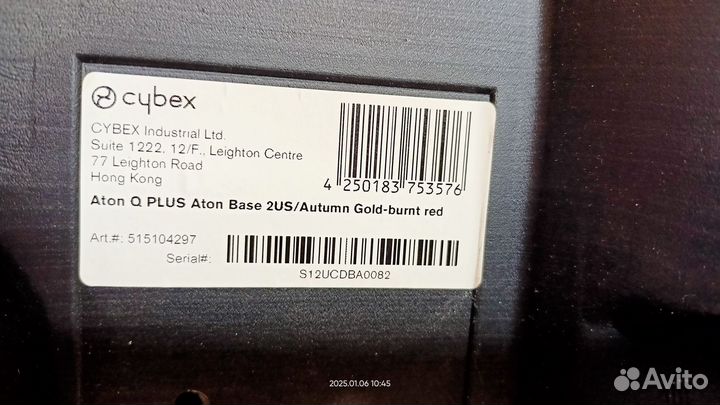 cybex
CYBEX Industrial Ltd.
Suite 1222, 12/F., Leighton Centre
77 Leighton Road
Hong Kong
4 250183 753576
Aton Q PLUS Aton Base 2US/Autumn Gold-burnt red
Art.#: 515104297
Serial#:
S12UCDBA0082
2025.01.06 10:45
Avito